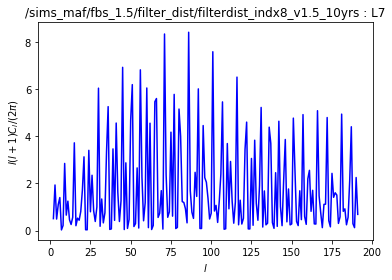 /sims_maf/fbs_1.5/filter_dist/filterdist_indx8_v1.5_10yrs : L7
8
6
4
2
0
l(l + 1)Cₗ/(2π)
0 25 50 75 100 125 150 175 200
l